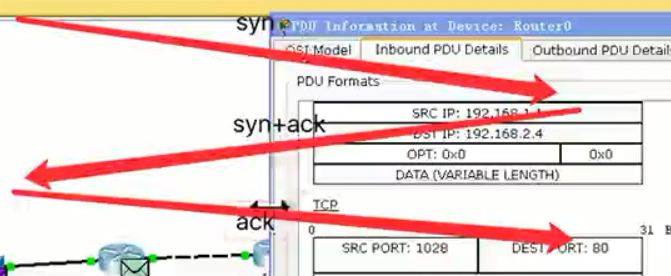 syn
PDU Information at Device: Router0
OSI Model
Inbound PDU Details
Outbound PDU Details
PDU Formats
SRC IP: 192.168.1.1
syn+ack
DST IP: 192.168.2.4
OPT: 0x0
0x0
DATA (VARIABLE LENGTH)
TCP
ack
0
31
SRC PORT: 1028
DEST PORT: 80